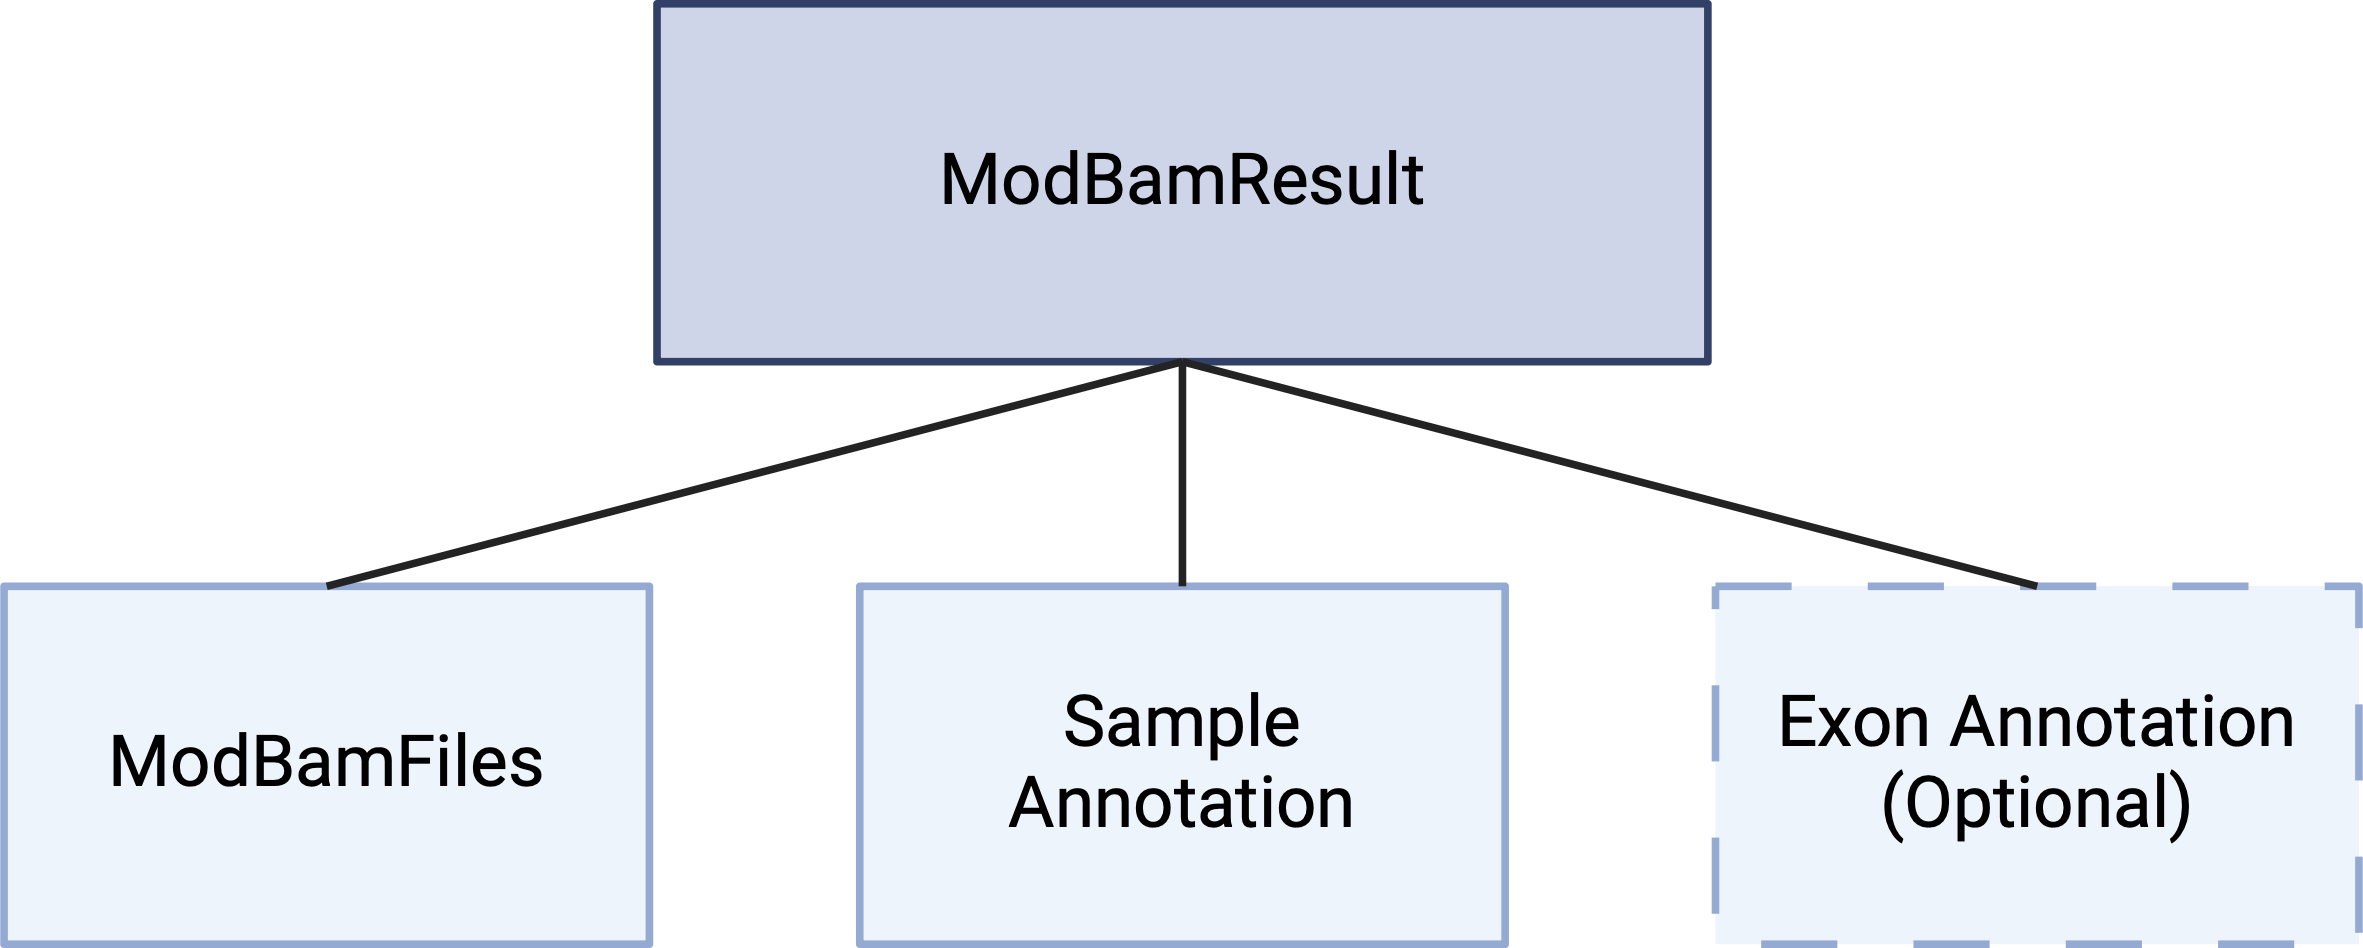 ModBamResult
ModBamFiles
Sample
Annotation
Exon Annotation
(Optional)